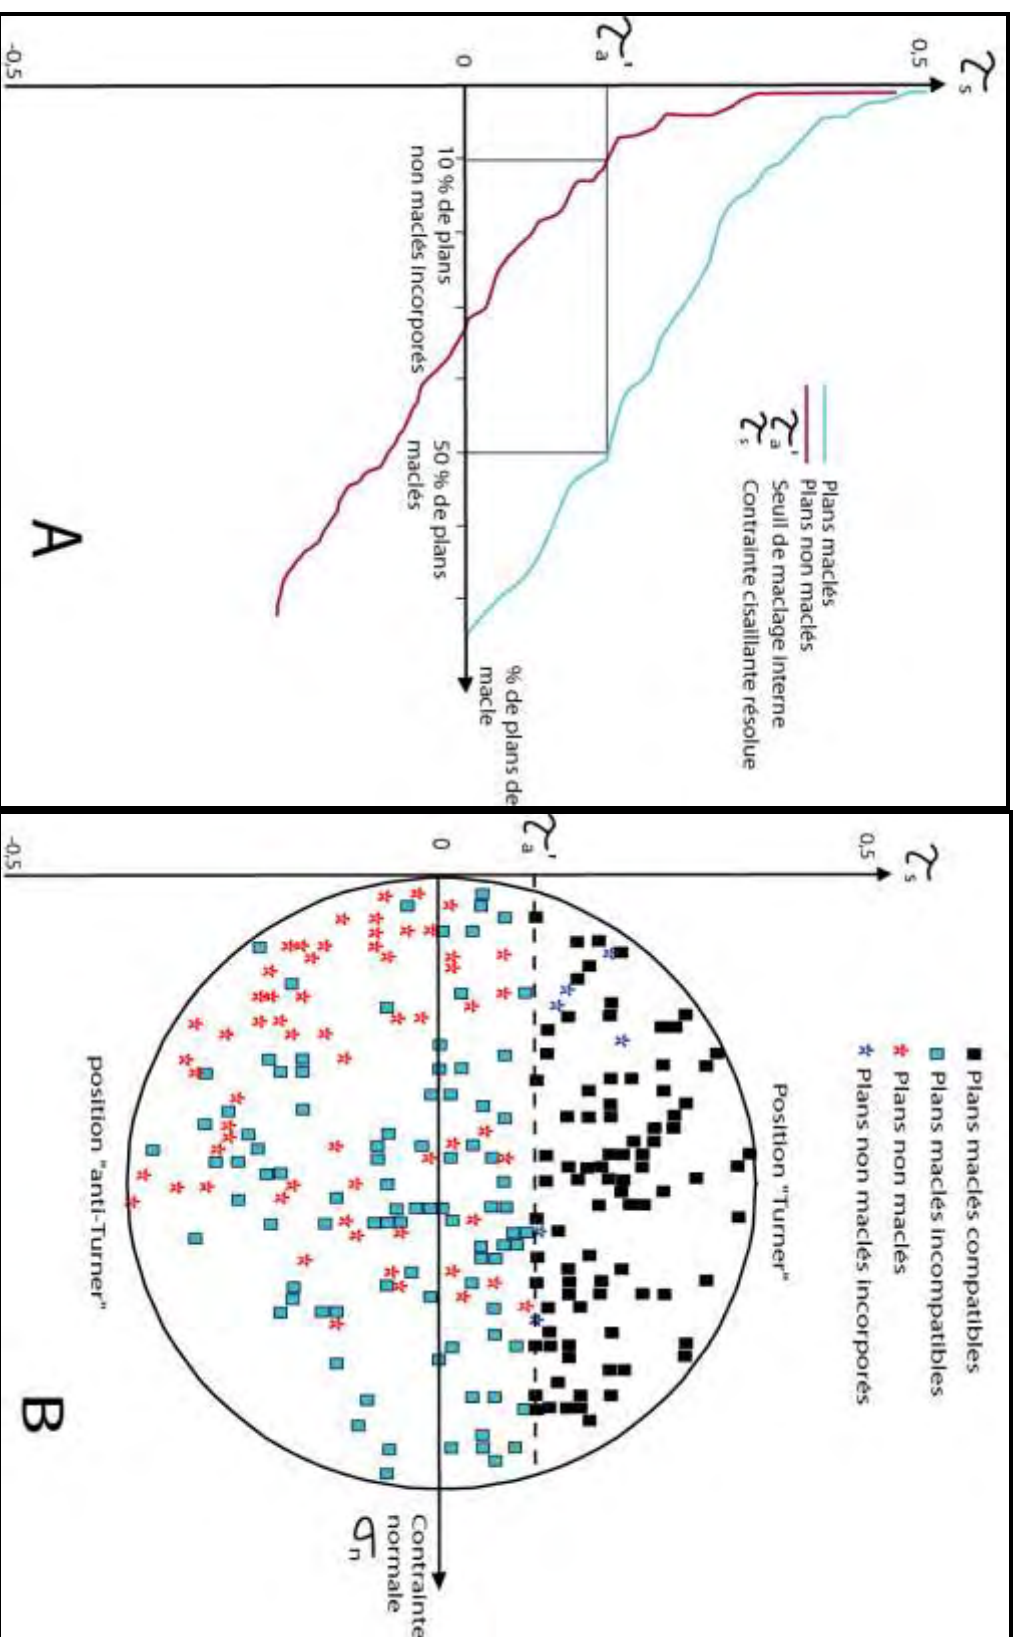 τs
0,5
τa'
0
-0,5
Plans maclés
Plans non maclés
τa' Seuil de maclage interne
τs Contrainte cisaillante résolue
10 % de plans
non maclés incorporés
50 % de plans
maclés
% de plans de
macle
A
τs
0,5
τa'
0
-0,5
Plans maclés compatibles
Plans maclés incompatibles
Plans non maclés
Plans non maclés incorporés
Position "Turner"
position "anti-Turner"
Contrainte
normale
σn
B